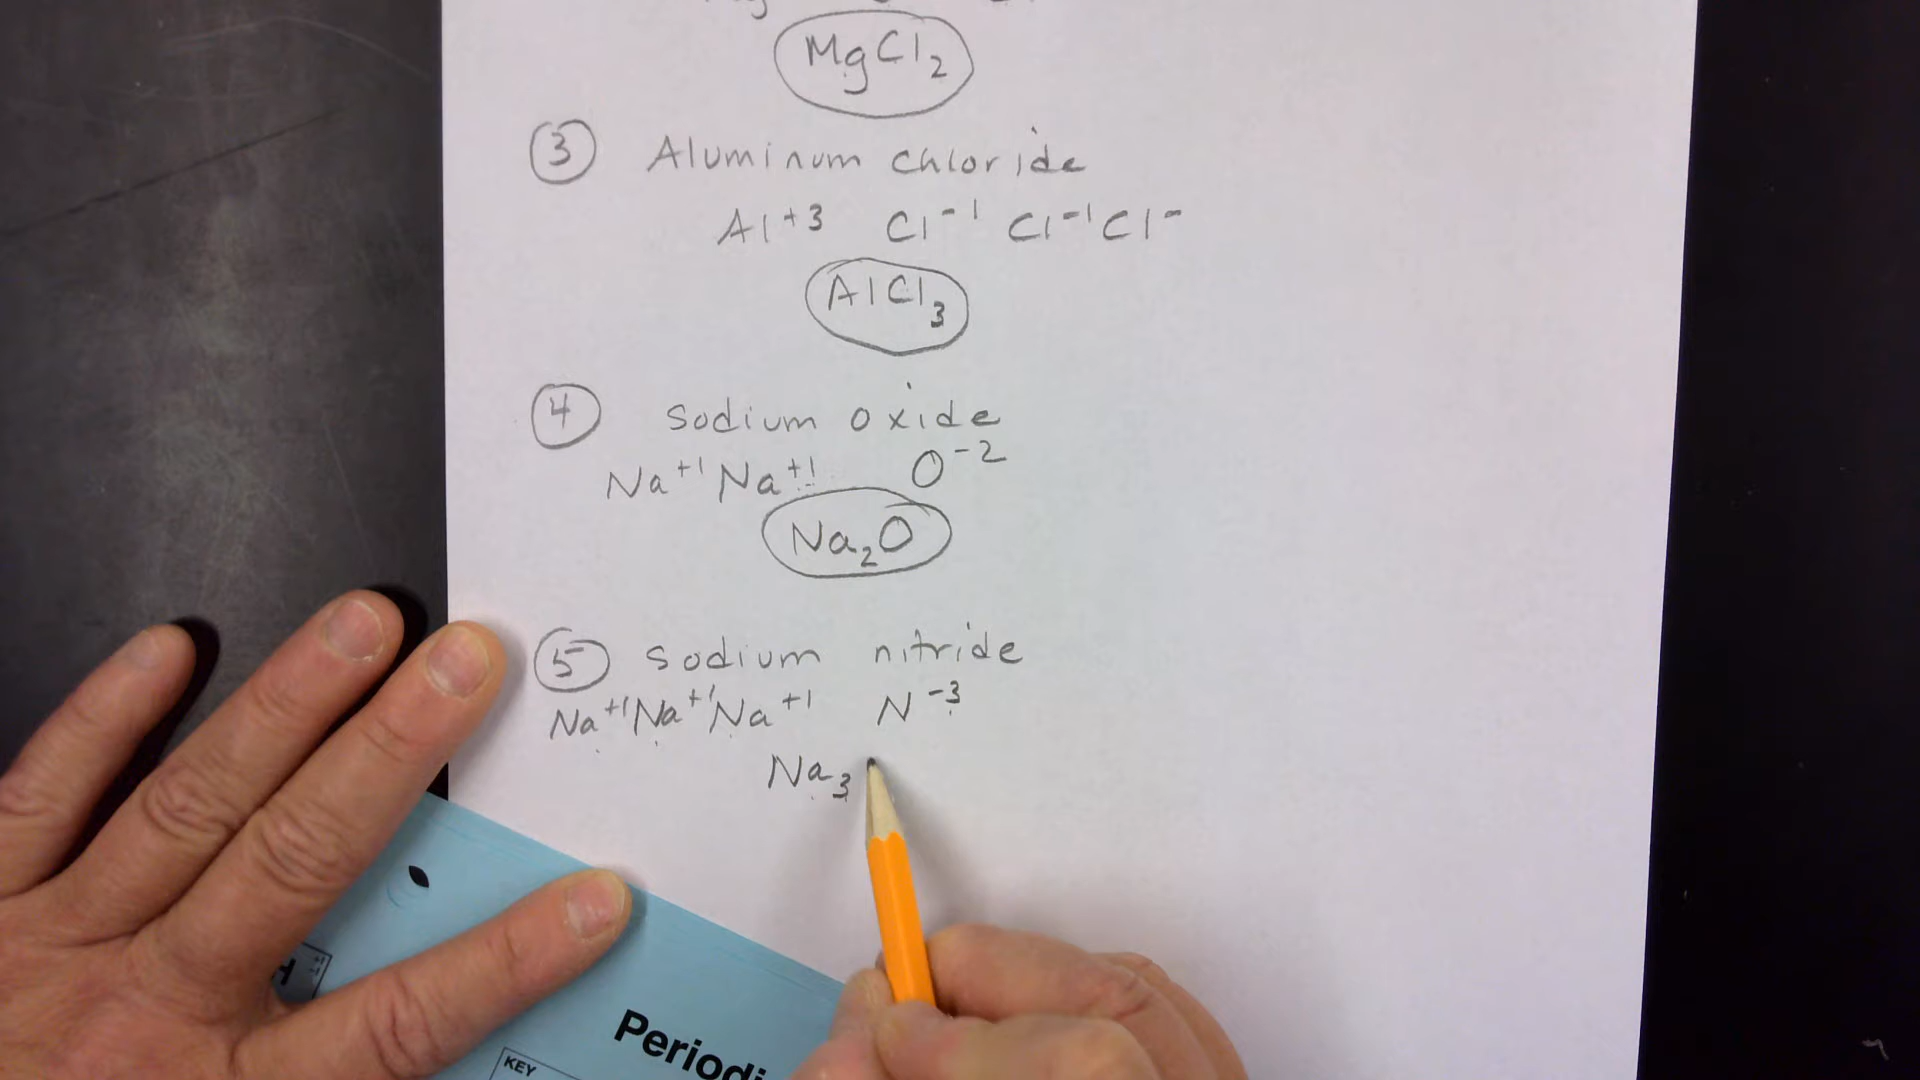 MgCl₂
③ Aluminum chloride
Al⁺³ Cl⁻¹ Cl⁻¹ Cl⁻
AlCl₃
④ Sodium oxide
Na⁺¹ Na⁺¹ O⁻²
Na₂O
⑤ Sodium nitride
Na⁺¹ Na⁺¹ Na⁺¹ N⁻³
Na₃
H
Periodi
KEY